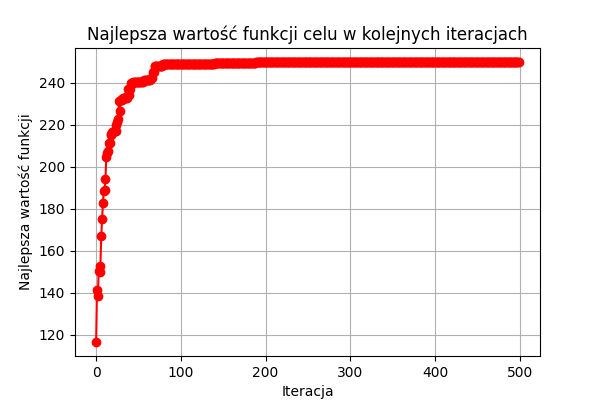 Najlepsza wartość funkcji celu w kolejnych iteracjach
Najlepsza wartość funkcji
240
220
200
180
160
140
120
0 100 200 300 400 500
Iteracja